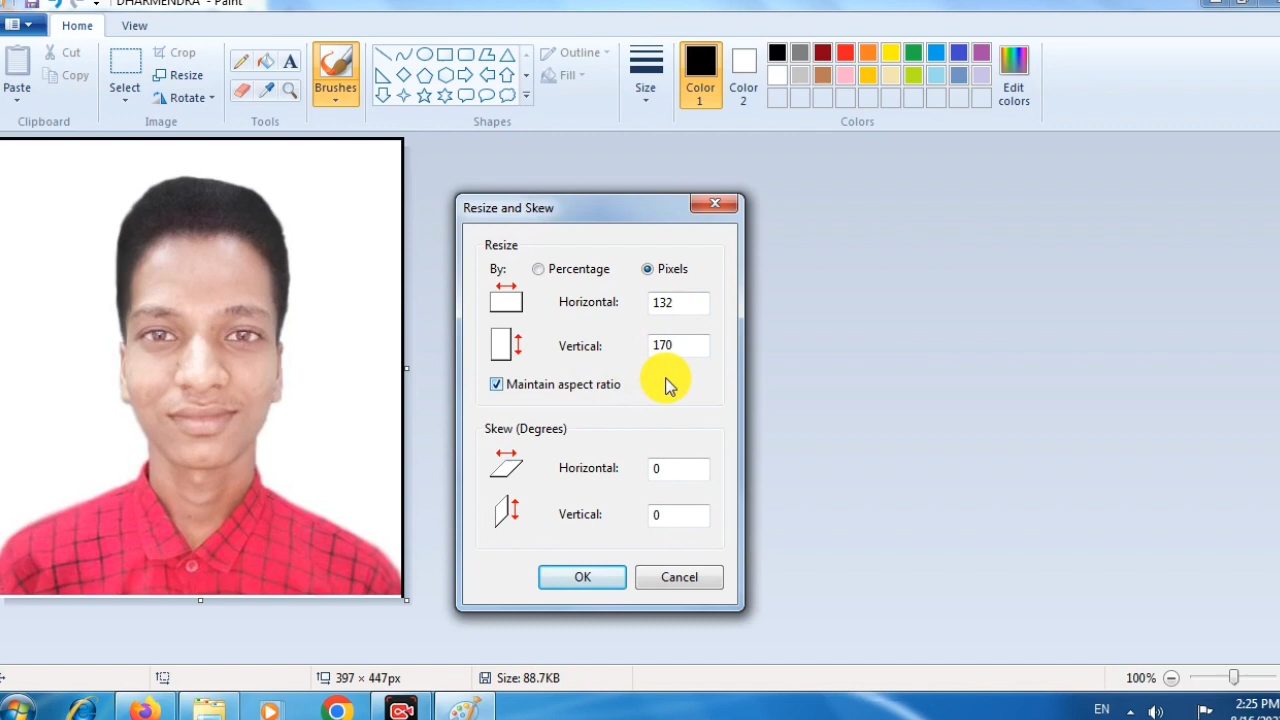 DHARMENDRA - Paint
Home
View
Paste
Cut
Copy
Clipboard
Select
Crop
Resize
Rotate
Image
A
Tools
Brushes
Outline
Fill
Shapes
Size
Color
1
Color
2
Edit
colors
Colors
Resize and Skew
Resize
By:
Percentage
Pixels
Horizontal:
132
Vertical:
170
Maintain aspect ratio
Skew (Degrees)
Horizontal:
0
Vertical:
0
OK
Cancel
397 × 447px
Size: 88.7KB
100%
EN
2:25 PM